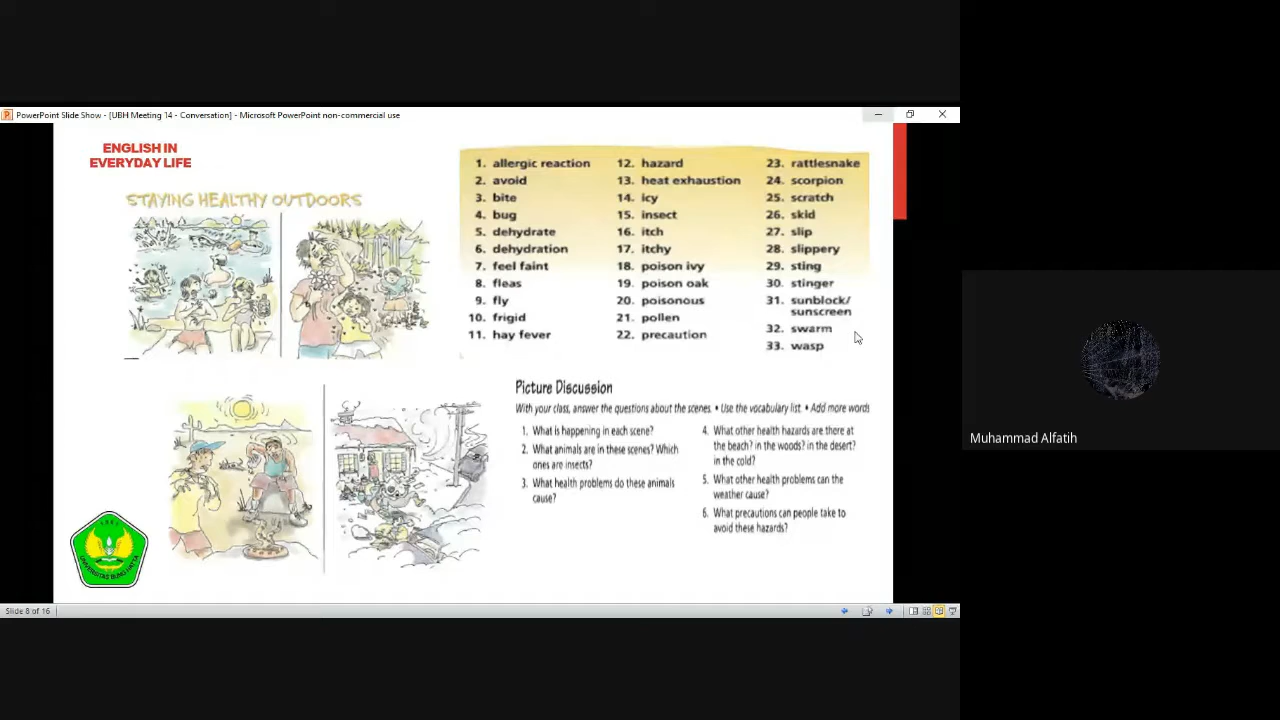 PowerPoint Slide Show - [UBH Meeting 14 - Conversation] - Microsoft PowerPoint non-commercial use
ENGLISH IN
EVERYDAY LIFE
STAYING HEALTHY OUTDOORS
1. allergic reaction
2. avoid
3. bite
4. bug
5. dehydrate
6. dehydration
7. feel faint
8. fleas
9. fly
10. frigid
11. hay fever
12. hazard
13. heat exhaustion
14. icy
15. insect
16. itch
17. itchy
18. poison ivy
19. poison oak
20. poisonous
21. pollen
22. precaution
23. rattlesnake
24. scorpion
25. scratch
26. skid
27. slip
28. slippery
29. sting
30. stinger
31. sunblock/
sunscreen
32. swarm
33. wasp
Picture Discussion
With your class, answer the questions about the scenes. • Use the vocabulary list. • Add more words
1. What is happening in each scene?
2. What animals are in these scenes? Which
ones are insects?
3. What health problems do these animals
cause?
4. What other health hazards are there at
the beach? in the woods? in the desert?
in the cold?
5. What other health problems can the
weather cause?
6. What precautions can people take to
avoid these hazards?
UNIVERSITAS BUNG HATTA
Slide 8 of 16
Muhammad Alfatih